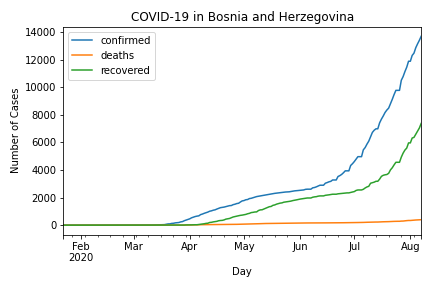 COVID-19 in Bosnia and Herzegovina
confirmed
deaths
recovered
Number of Cases
14000
12000
10000
8000
6000
4000
2000
0
Feb Mar Apr May Jun Jul Aug
2020
Day